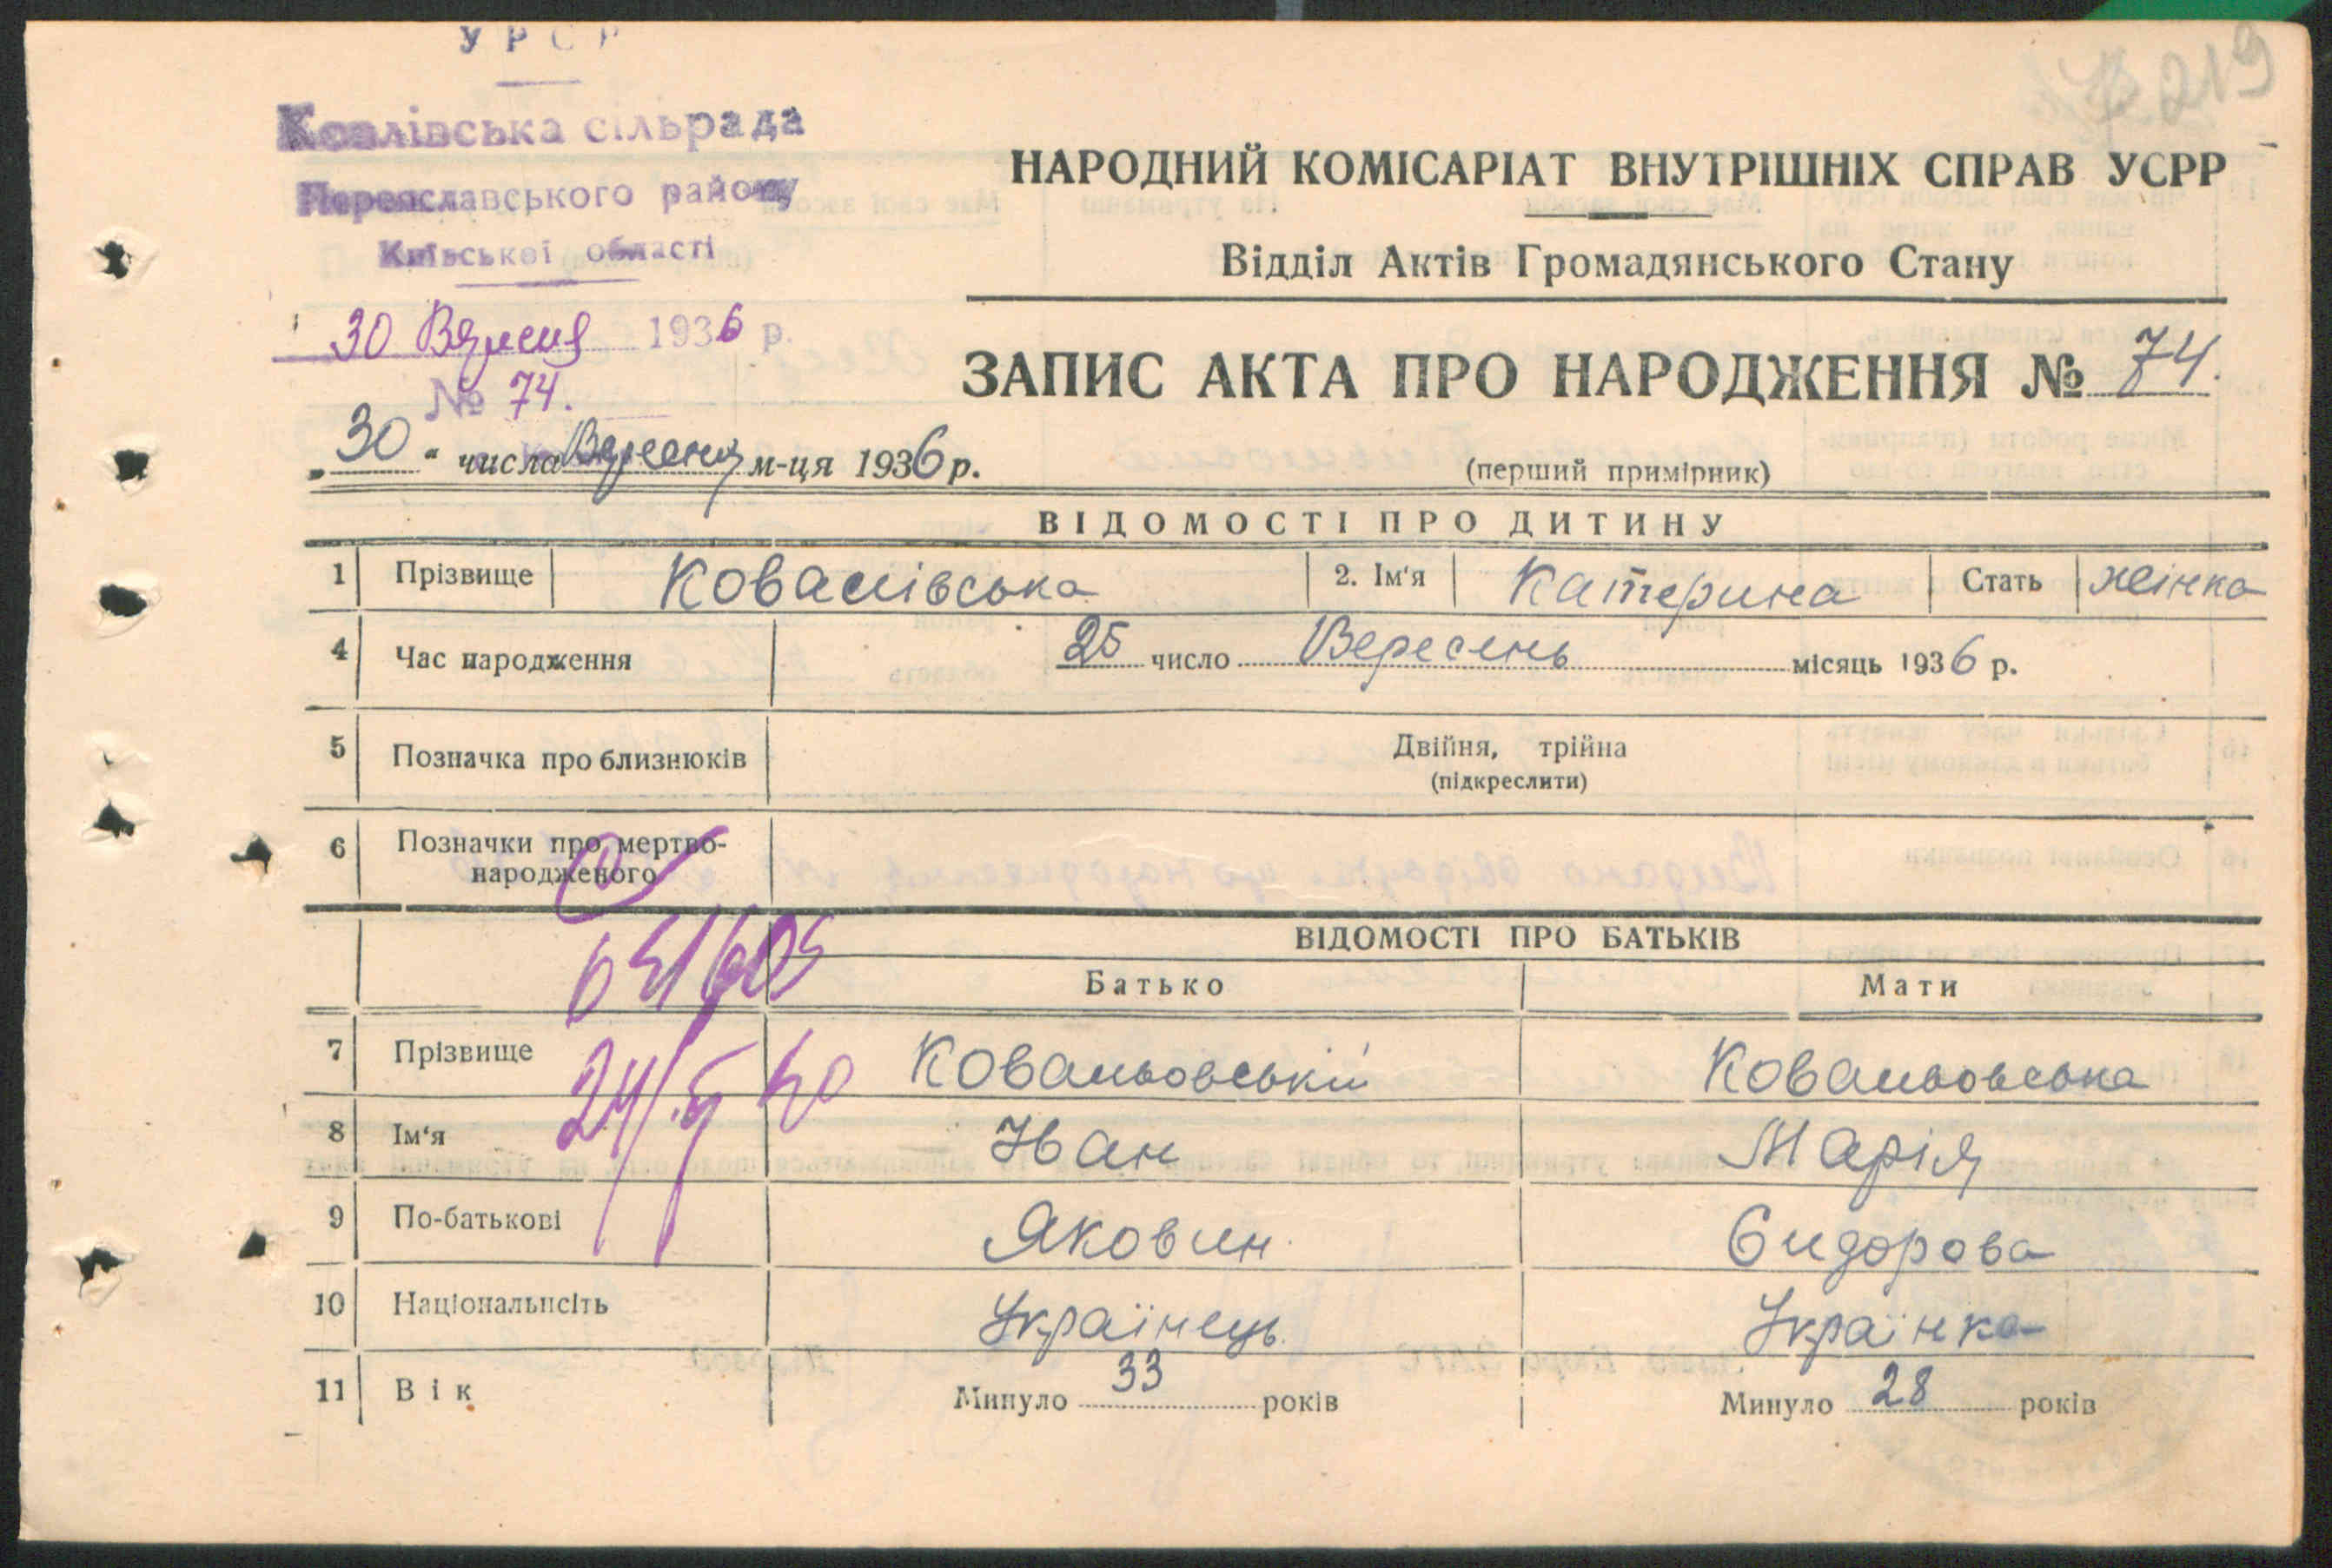 УРСР
Козлівська сільрада
Переяславського району
Київської області
30 Вересня 1936 р.
№ 74.
219
НАРОДНИЙ КОМІСАРІАТ ВНУТРІШНІХ СПРАВ УСРР
Відділ Актів Громадянського Стану
ЗАПИС АКТА ПРО НАРОДЖЕННЯ № 74.
„30“ числа Вересня м-ця 1936 р.
(перший примірник)
ВІДОМОСТІ ПРО ДИТИНУ
1 Прізвище Ковалівська 2. Ім'я Катерина Стать жінка
4 Час народження 25 число Вересень місяць 1936 р.
5 Позначка про близнюків Двійня, трійна
(підкреслити)
6 Позначки про мертво-
народженого
ВІДОМОСТІ ПРО БАТЬКІВ
Батько Мати
7 Прізвище Ковальовський Ковальовська
8 Ім'я Іван Марія
9 По-батькові Яковин Сидорова
10 Національнсіть Українець Українка
11 Вік Минуло 33 років Минуло 28 років